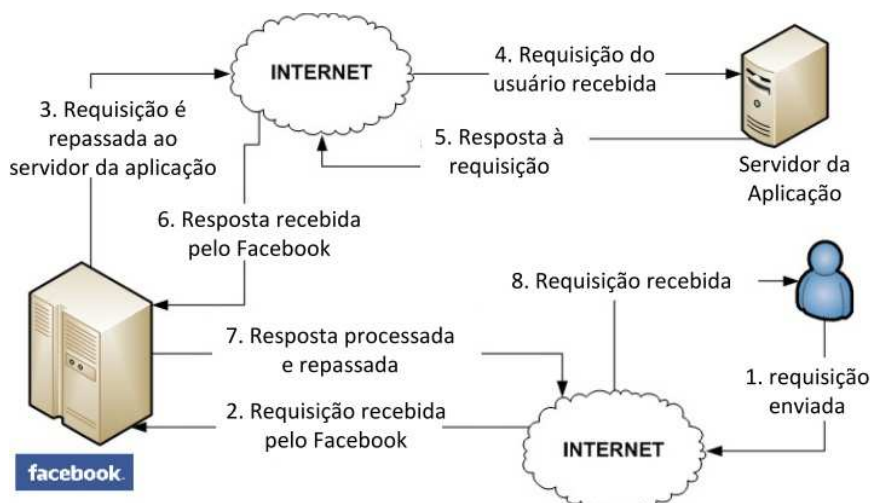 INTERNET
4. Requisição do
usuário recebida
3. Requisição é
repassada ao
servidor da aplicação
5. Resposta à
requisição
Servidor da
Aplicação
6. Resposta recebida
pelo Facebook
8. Requisição recebida
7. Resposta processada
e repassada
1. requisição
enviada
2. Requisição recebida
pelo Facebook
INTERNET
facebook.